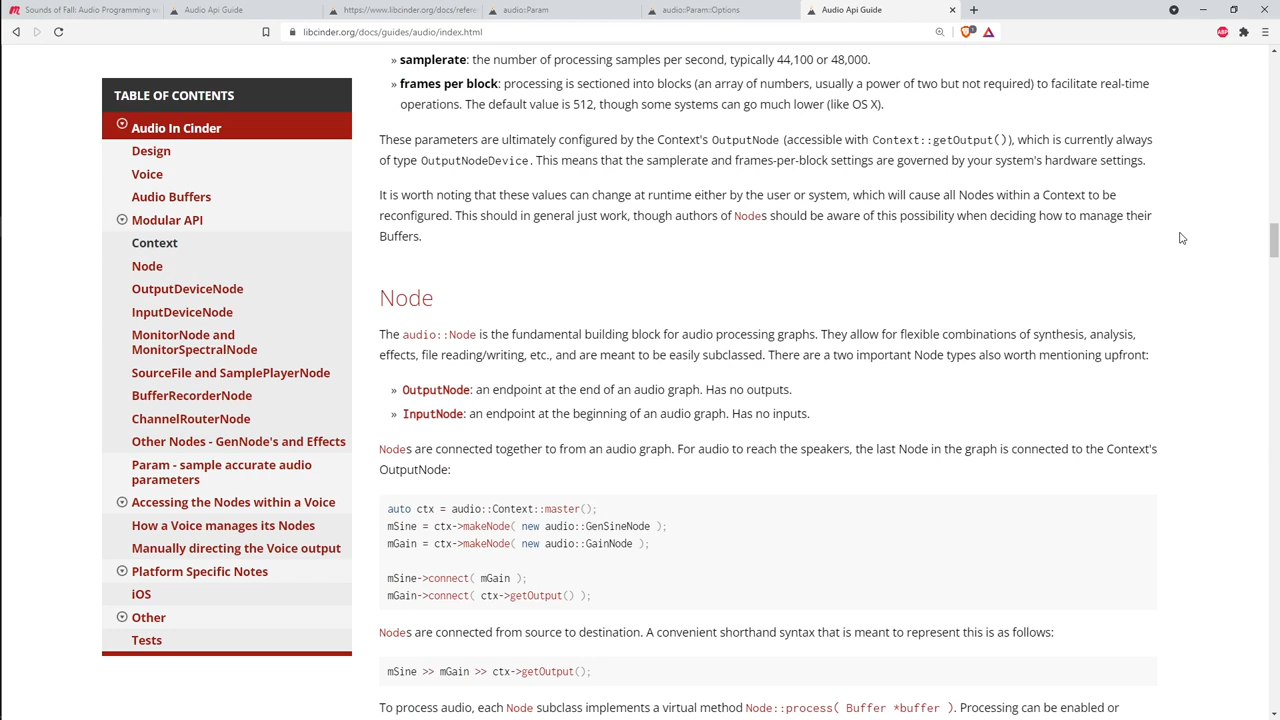 Sounds of Fall: Audio Programming w
Audio Api Guide
https://www.libcinder.org/docs/refere
audio::Param
audio::Param::Options
Audio Api Guide
libcinder.org/docs/guides/audio/index.html
TABLE OF CONTENTS
Audio In Cinder
Design
Voice
Audio Buffers
Modular API
Context
Node
OutputDeviceNode
InputDeviceNode
MonitorNode and
MonitorSpectralNode
SourceFile and SamplePlayerNode
BufferRecorderNode
ChannelRouterNode
Other Nodes - GenNode's and Effects
Param - sample accurate audio
parameters
Accessing the Nodes within a Voice
How a Voice manages its Nodes
Manually directing the Voice output
Platform Specific Notes
iOS
Other
Tests
» samplerate: the number of processing samples per second, typically 44,100 or 48,000.
» frames per block: processing is sectioned into blocks (an array of numbers, usually a power of two but not required) to facilitate real-time
operations. The default value is 512, though some systems can go much lower (like OS X).
These parameters are ultimately configured by the Context's OutputNode (accessible with Context::getOutput()), which is currently always
of type OutputNodeDevice. This means that the samplerate and frames-per-block settings are governed by your system's hardware settings.
It is worth noting that these values can change at runtime either by the user or system, which will cause all Nodes within a Context to be
reconfigured. This should in general just work, though authors of Nodes should be aware of this possibility when deciding how to manage their
Buffers.
Node
The audio::Node is the fundamental building block for audio processing graphs. They allow for flexible combinations of synthesis, analysis,
effects, file reading/writing, etc., and are meant to be easily subclassed. There are a two important Node types also worth mentioning upfront:
» OutputNode: an endpoint at the end of an audio graph. Has no outputs.
» InputNode: an endpoint at the beginning of an audio graph. Has no inputs.
Nodes are connected together to from an audio graph. For audio to reach the speakers, the last Node in the graph is connected to the Context's
OutputNode:
auto ctx = audio::Context::master();
mSine = ctx->makeNode( new audio::GenSineNode );
mGain = ctx->makeNode( new audio::GainNode );
mSine->connect( mGain );
mGain->connect( ctx->getOutput() );
Nodes are connected from source to destination. A convenient shorthand syntax that is meant to represent this is as follows:
mSine >> mGain >> ctx->getOutput();
To process audio, each Node subclass implements a virtual method Node::process( Buffer *buffer ). Processing can be enabled or